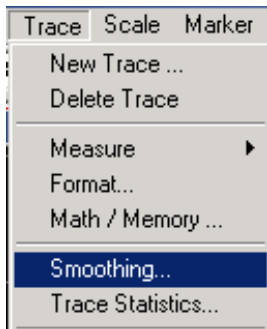 Trace Scale Marker
New Trace ...
Delete Trace
Measure
Format...
Math / Memory ...
Smoothing...
Trace Statistics...